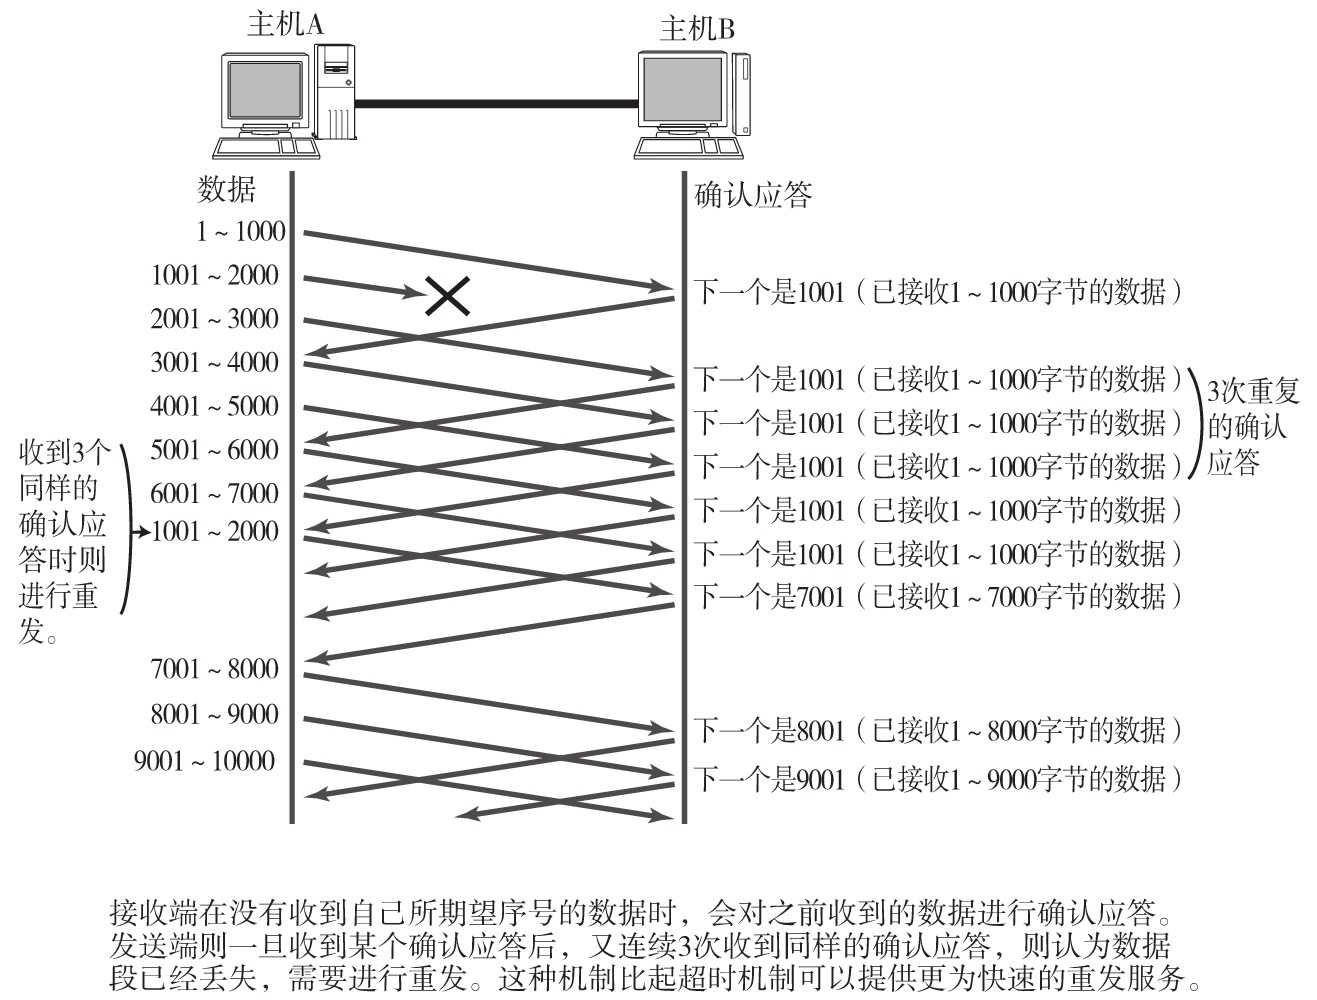 主机A
主机B
数据
确认应答
1～1000
1001～2000
下一个是1001（已接收1～1000字节的数据）
2001～3000
3001～4000
下一个是1001（已接收1～1000字节的数据）
3次重复
的确认
应答
4001～5000
下一个是1001（已接收1～1000字节的数据）
收到3个
同样的
确认应
答时则
进行重
发。
5001～6000
下一个是1001（已接收1～1000字节的数据）
6001～7000
下一个是1001（已接收1～1000字节的数据）
1001～2000
下一个是1001（已接收1～1000字节的数据）
下一个是7001（已接收1～7000字节的数据）
7001～8000
8001～9000
下一个是8001（已接收1～8000字节的数据）
9001～10000
下一个是9001（已接收1～9000字节的数据）
接收端在没有收到自己所期望序号的数据时，会对之前收到的数据进行确认应答。
发送端则一旦收到某个确认应答后，又连续3次收到同样的确认应答，则认为数据
段已经丢失，需要进行重发。这种机制比起超时机制可以提供更为快速的重发服务。